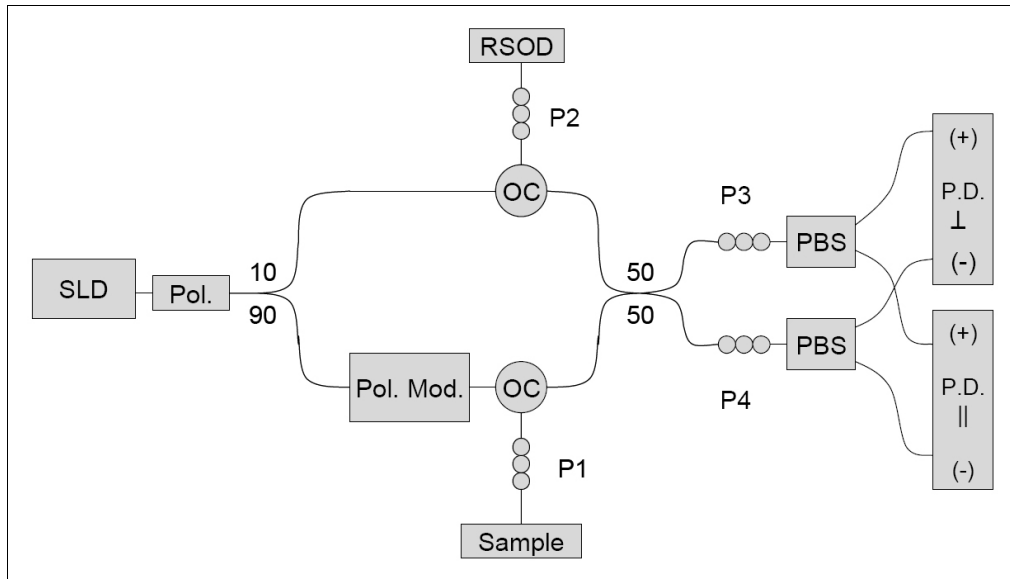 RSOD
P2
OC
SLD
Pol.
10
90
50
50
P3
PBS
(+)
P.D.
⊥
(-)
PBS
P4
(+)
P.D.
||
(-)
Pol. Mod.
OC
P1
Sample